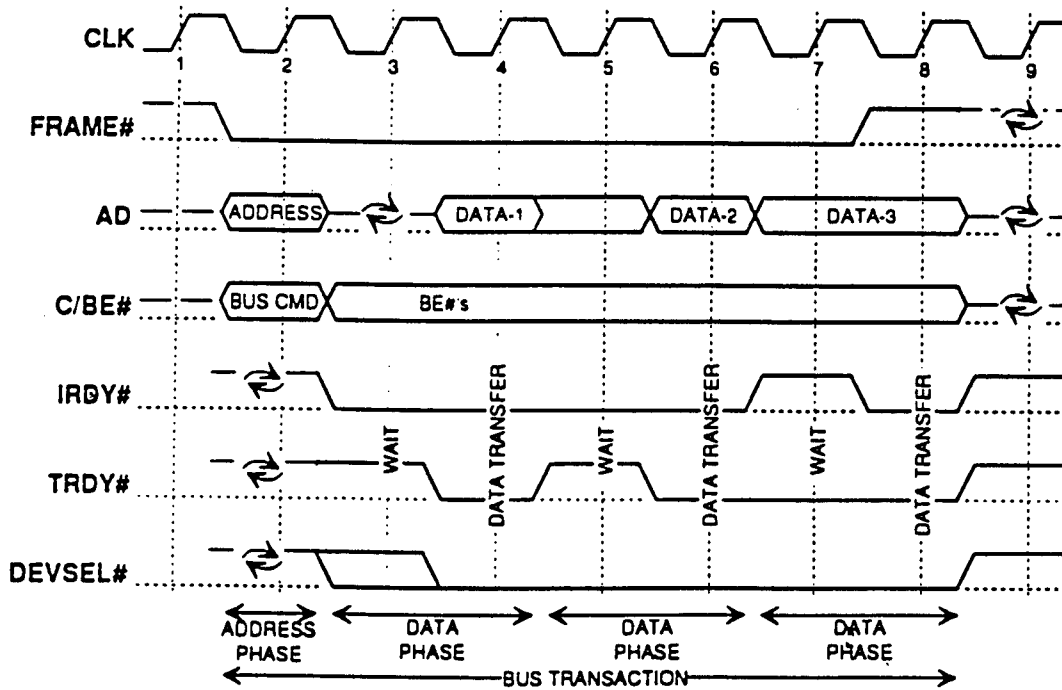 CLK
1 2 3 4 5 6 7 8 9
FRAME#
AD
ADDRESS
DATA-1
DATA-2
DATA-3
C/BE#
BUS CMD
BE#'s
IRDY#
TRDY#
WAIT
DATA TRANSFER
WAIT
DATA TRANSFER
WAIT
DATA TRANSFER
DEVSEL#
ADDRESS
PHASE
DATA
PHASE
DATA
PHASE
DATA
PHASE
BUS TRANSACTION